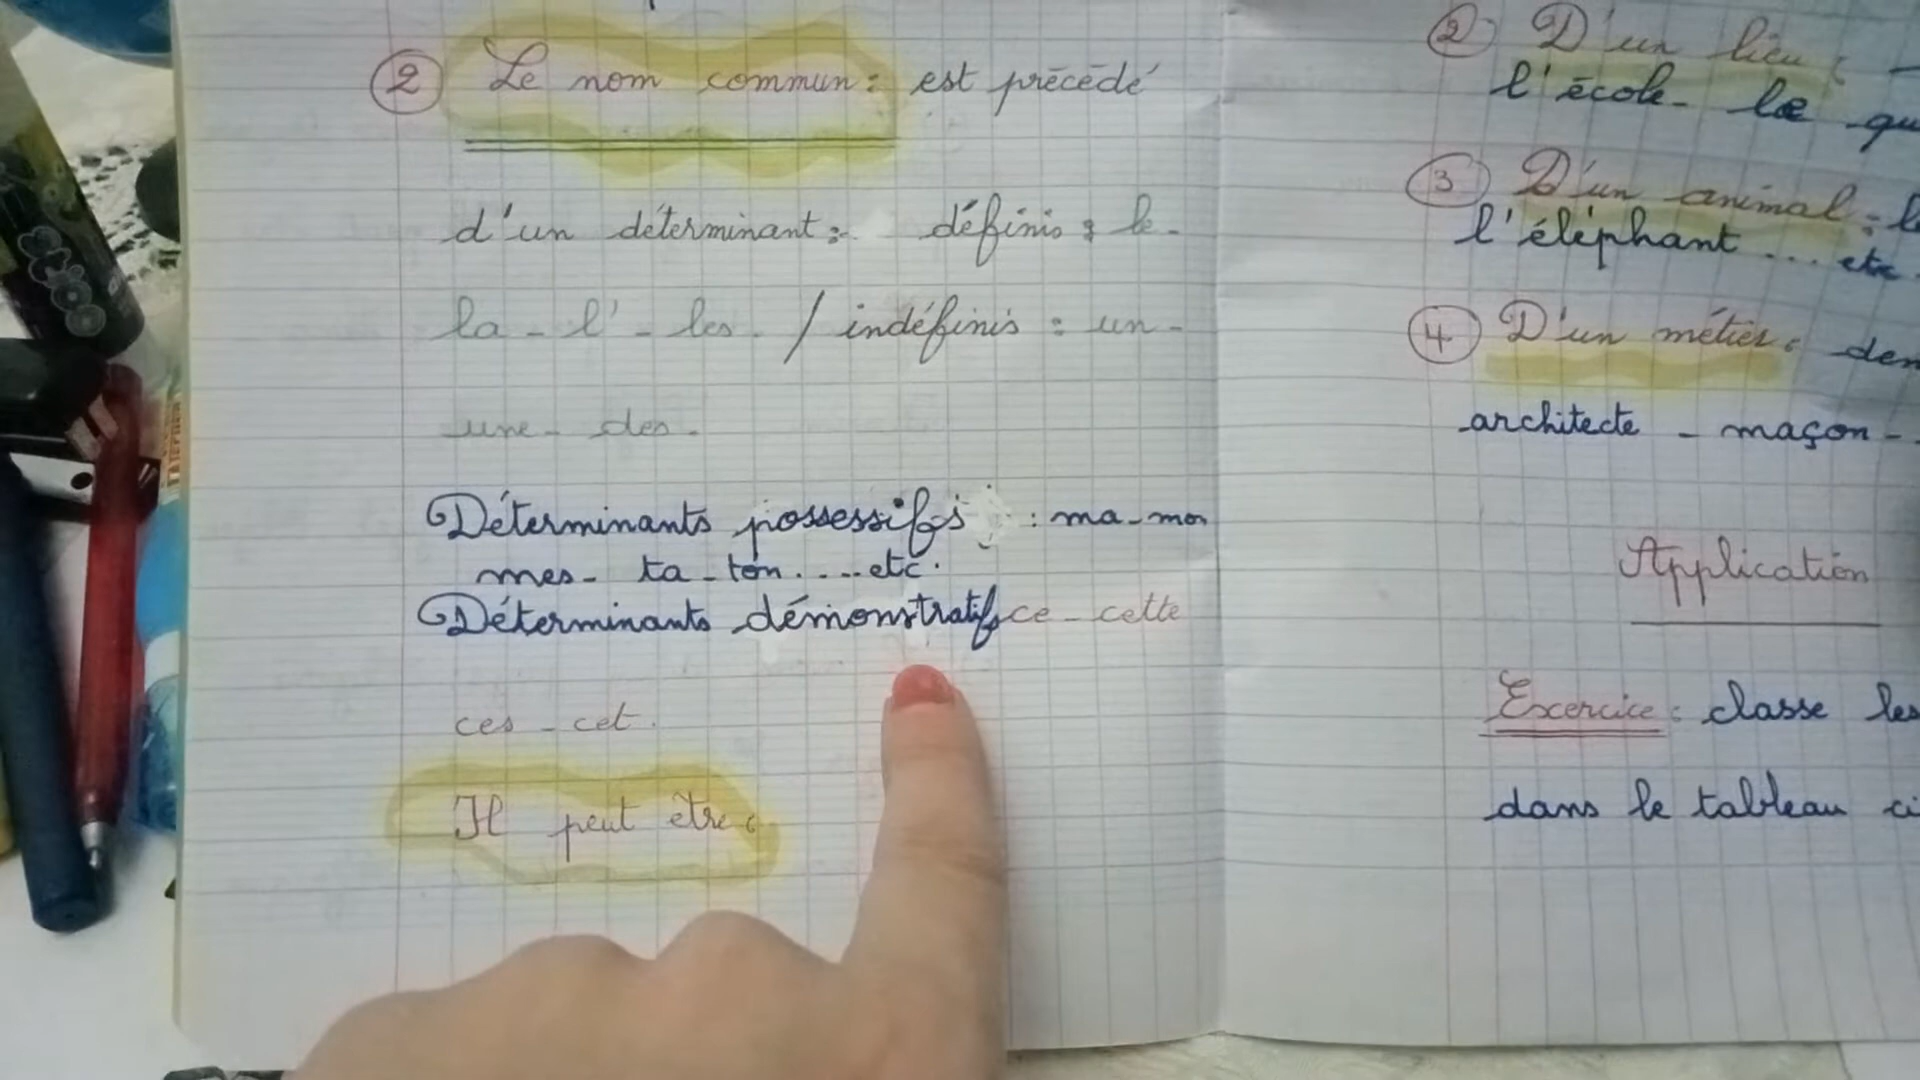 ② Le nom commun : est précédé
d'un déterminant : définis : le -
la - l' - les - / indéfinis : un -
une - des -
Déterminants possessifs : ma - mon
mes - ta - ton .... etc.
Déterminants démonstratifs ce - cette
ces - cet.
Il peut être :
② D'un lieu :
l'école -
③ D'un animal :
l'éléphant ... etc.
④ D'un métier :
architecte - maçon -
Application
Exercice : classe les
dans le tableau